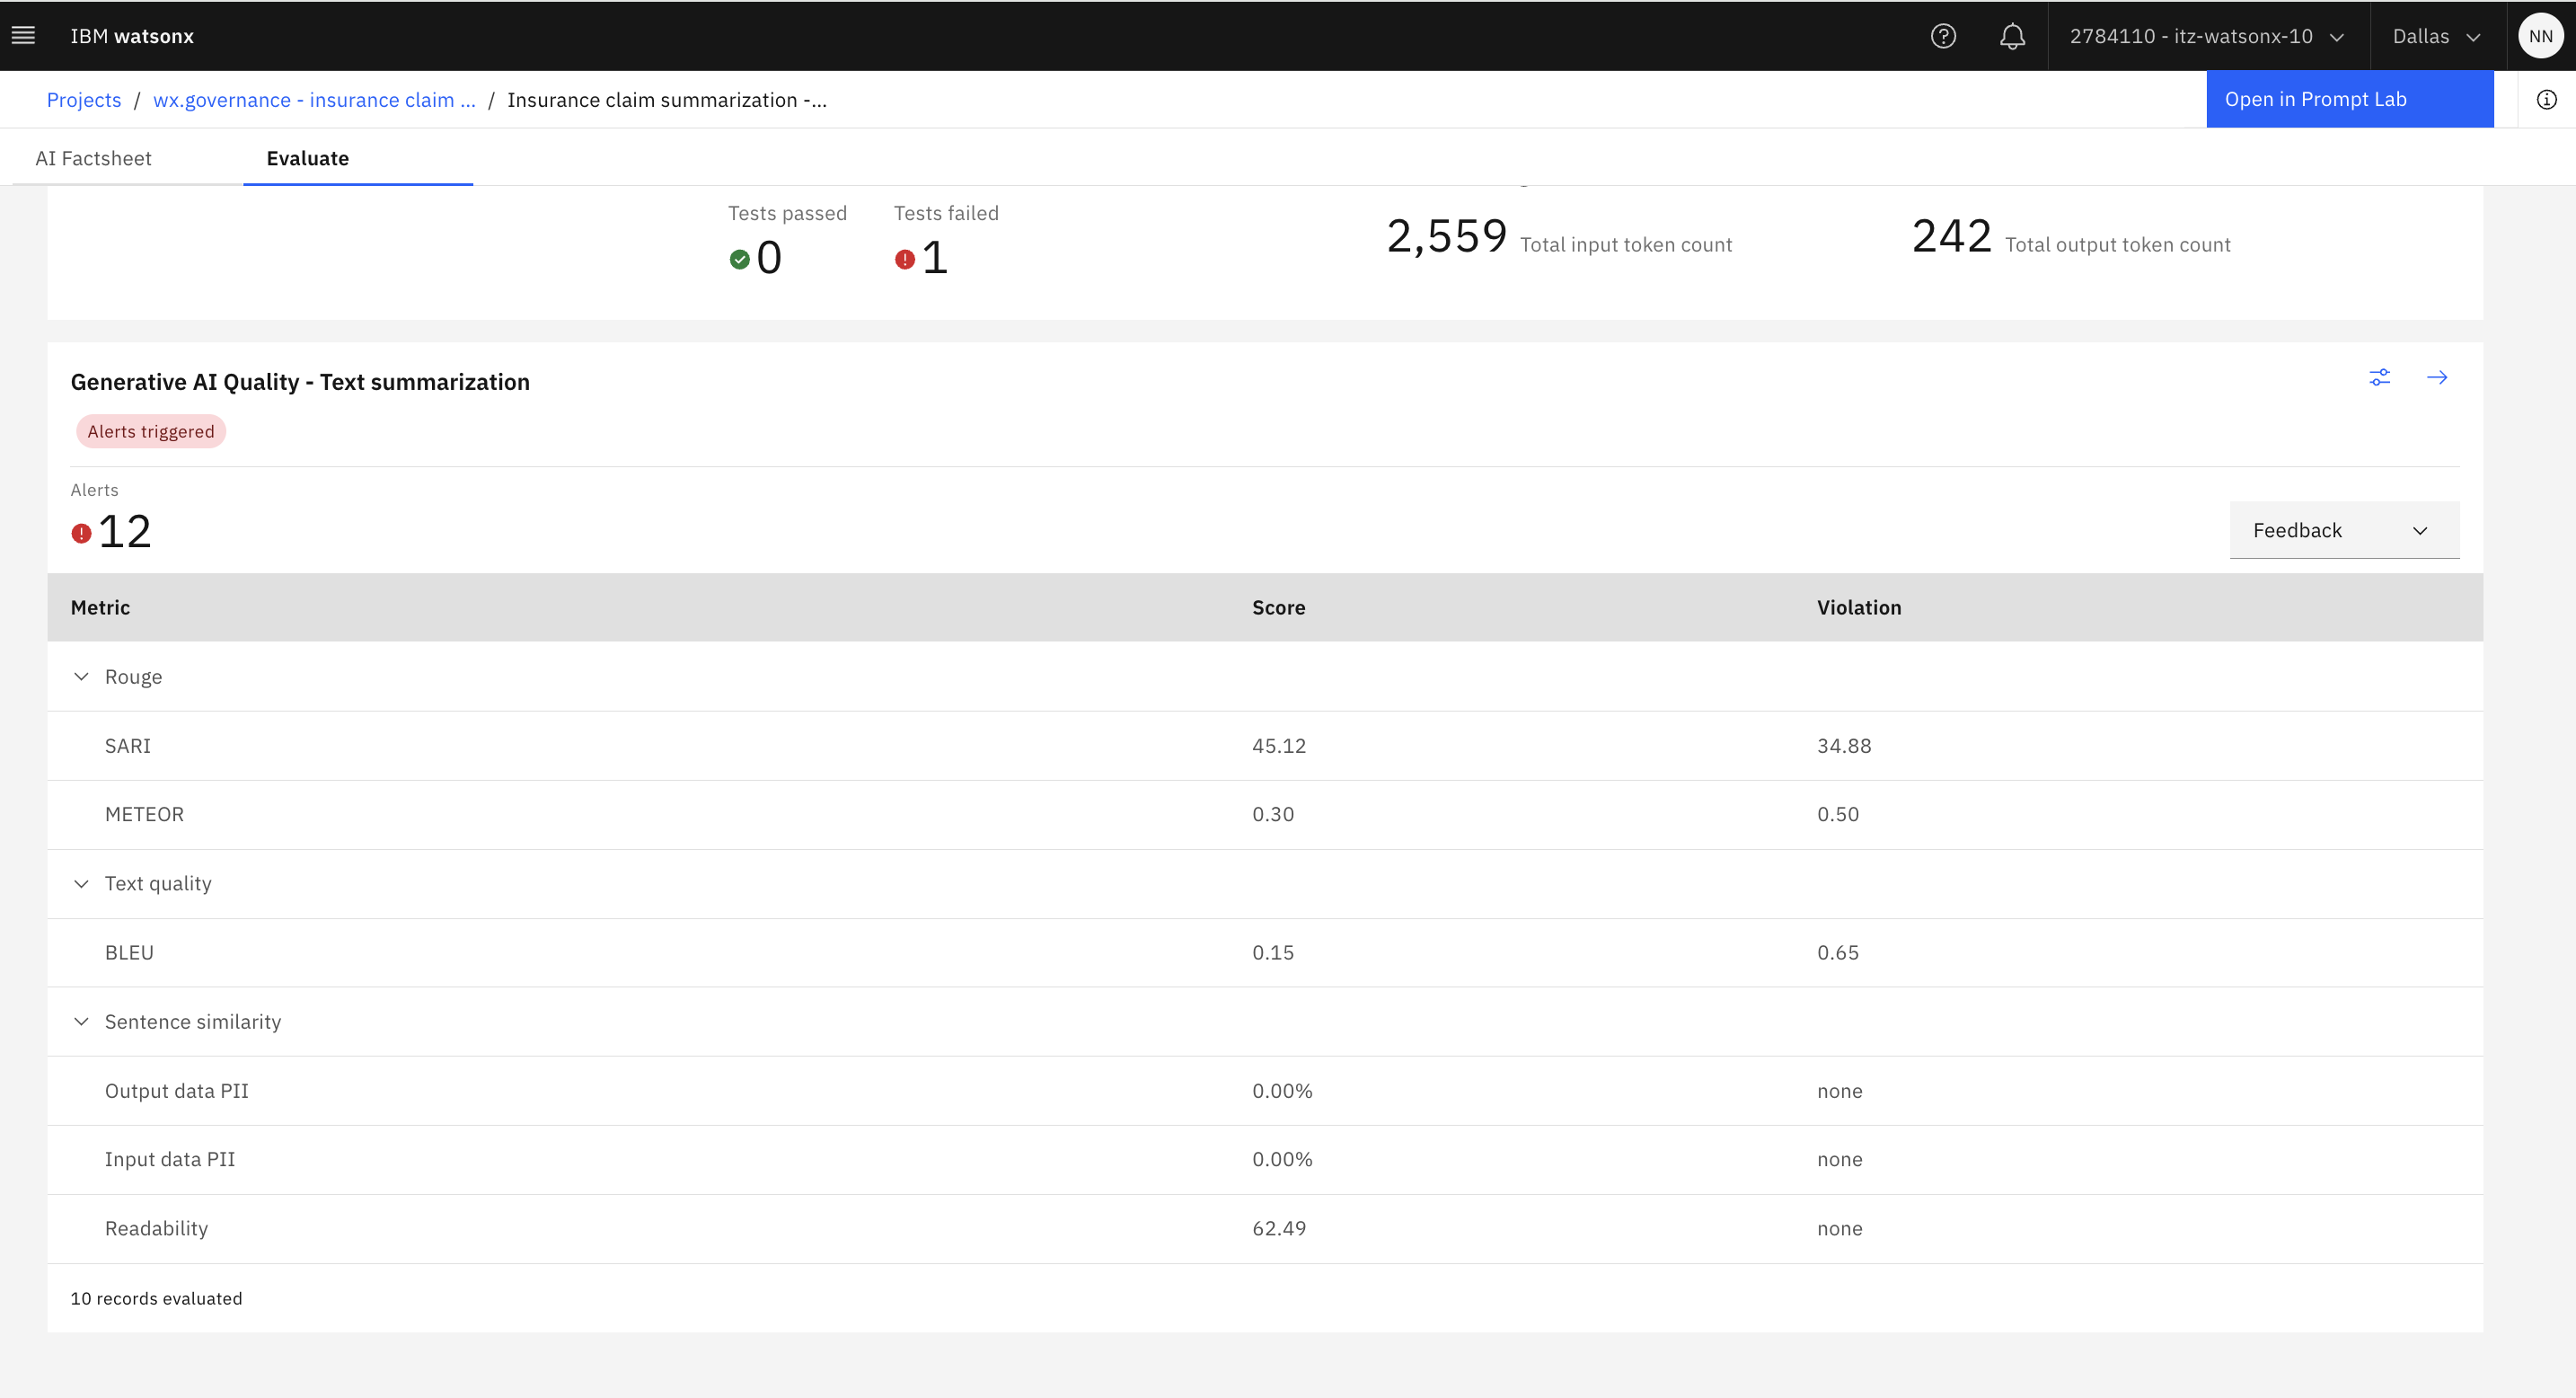 IBM watsonx
2784110 - itz-watsonx-10
Dallas
NN
Projects / wx.governance - insurance claim ... / Insurance claim summarization -...
Open in Prompt Lab
AI Factsheet
Evaluate
Tests passed
0
Tests failed
1
2,559 Total input token count
242 Total output token count
Generative AI Quality - Text summarization
Alerts triggered
Alerts
12
Feedback
Metric Score Violation
Rouge
SARI 45.12 34.88
METEOR 0.30 0.50
Text quality
BLEU 0.15 0.65
Sentence similarity
Output data PII 0.00% none
Input data PII 0.00% none
Readability 62.49 none
10 records evaluated